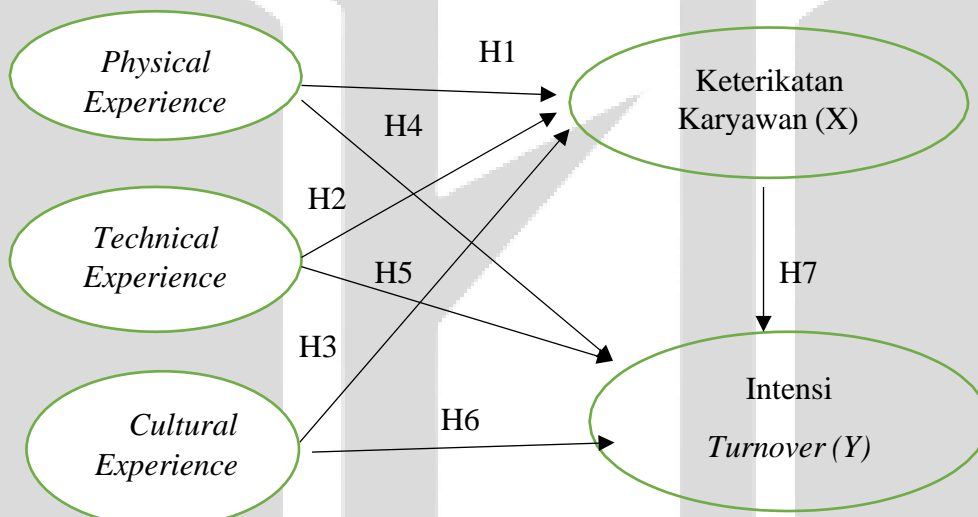 Physical
Experience
H1
Keterikatan
Karyawan (X)
H4
H2
Technical
Experience
H5
H7
H3
Cultural
Experience
H6
Intensi
Turnover (Y)